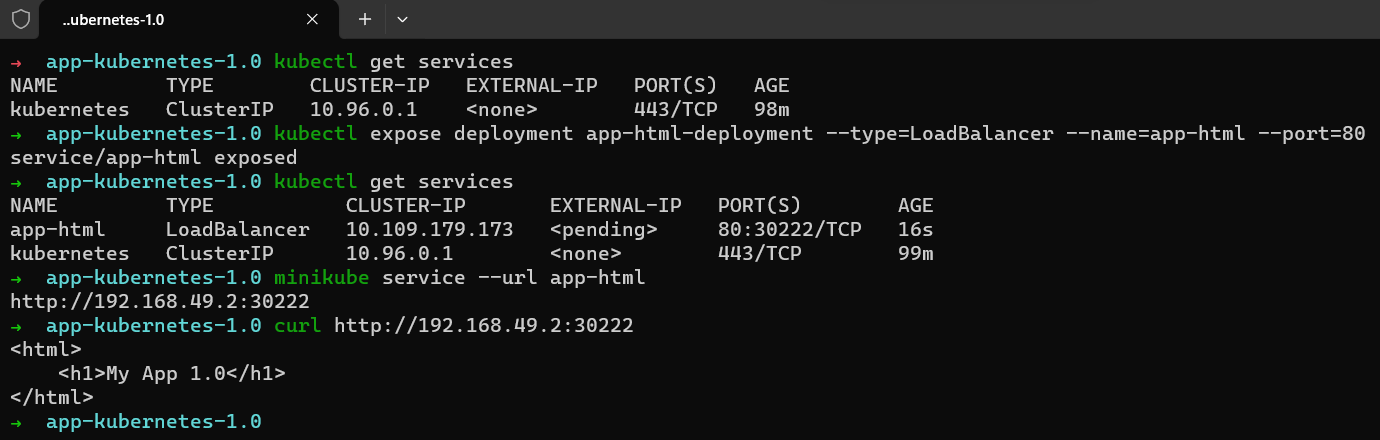 ..ubernetes-1.0
→ app-kubernetes-1.0 kubectl get services
NAME         TYPE        CLUSTER-IP   EXTERNAL-IP   PORT(S)   AGE
kubernetes   ClusterIP   10.96.0.1    <none>        443/TCP   98m
→ app-kubernetes-1.0 kubectl expose deployment app-html-deployment --type=LoadBalancer --name=app-html --port=80
service/app-html exposed
→ app-kubernetes-1.0 kubectl get services
NAME         TYPE           CLUSTER-IP       EXTERNAL-IP   PORT(S)        AGE
app-html     LoadBalancer   10.109.179.173   <pending>     80:30222/TCP   16s
kubernetes   ClusterIP      10.96.0.1        <none>        443/TCP        99m
→ app-kubernetes-1.0 minikube service --url app-html
http://192.168.49.2:30222
→ app-kubernetes-1.0 curl http://192.168.49.2:30222
<html>
    <h1>My App 1.0</h1>
</html>
→ app-kubernetes-1.0